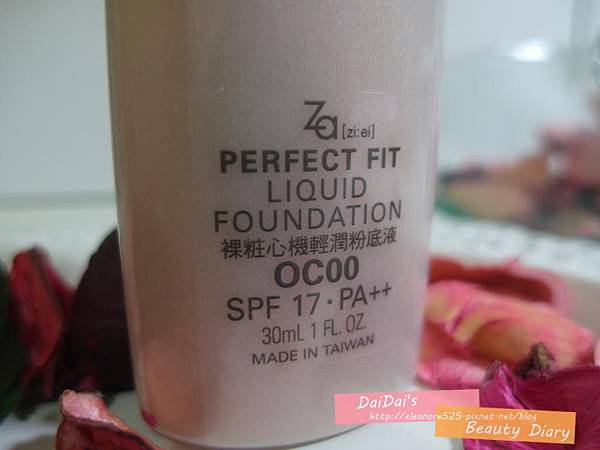 Za [zi:ei]
PERFECT FIT
LIQUID
FOUNDATION
裸粧心機輕潤粉底液
OC00
SPF 17・PA++
30mL 1 FL. OZ.
MADE IN TAIWAN
DaiDai's
http://eleanore525.pixnet.net/blog
Beauty Diary